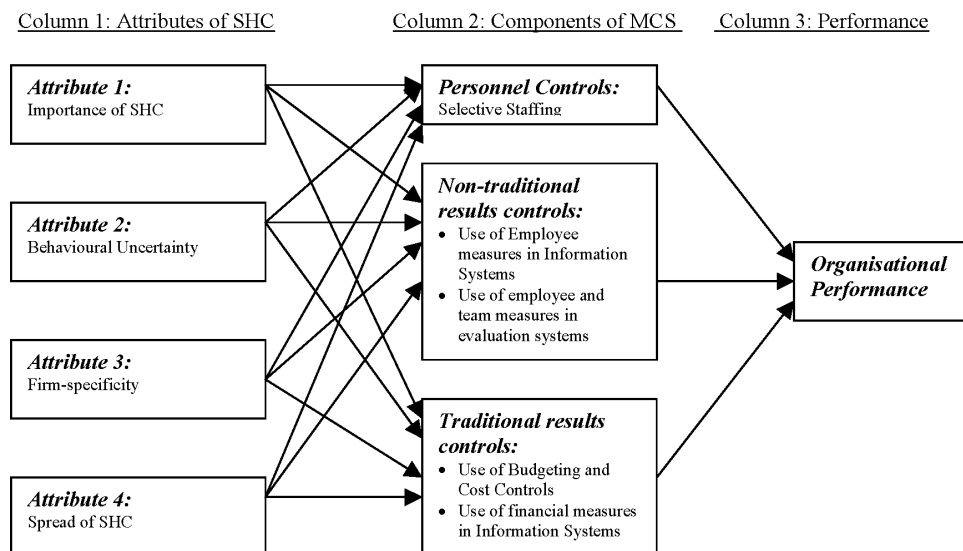 Column 1: Attributes of SHC
Column 2: Components of MCS
Column 3: Performance
Attribute 1:
Importance of SHC
Attribute 2:
Behavioural Uncertainty
Attribute 3:
Firm-specificity
Attribute 4:
Spread of SHC
Personnel Controls:
Selective Staffing
Non-traditional
results controls:
• Use of Employee
measures in Information
Systems
• Use of employee and
team measures in
evaluation systems
Traditional results
controls:
• Use of Budgeting and
Cost Controls
• Use of financial measures
in Information Systems
Organisational
Performance